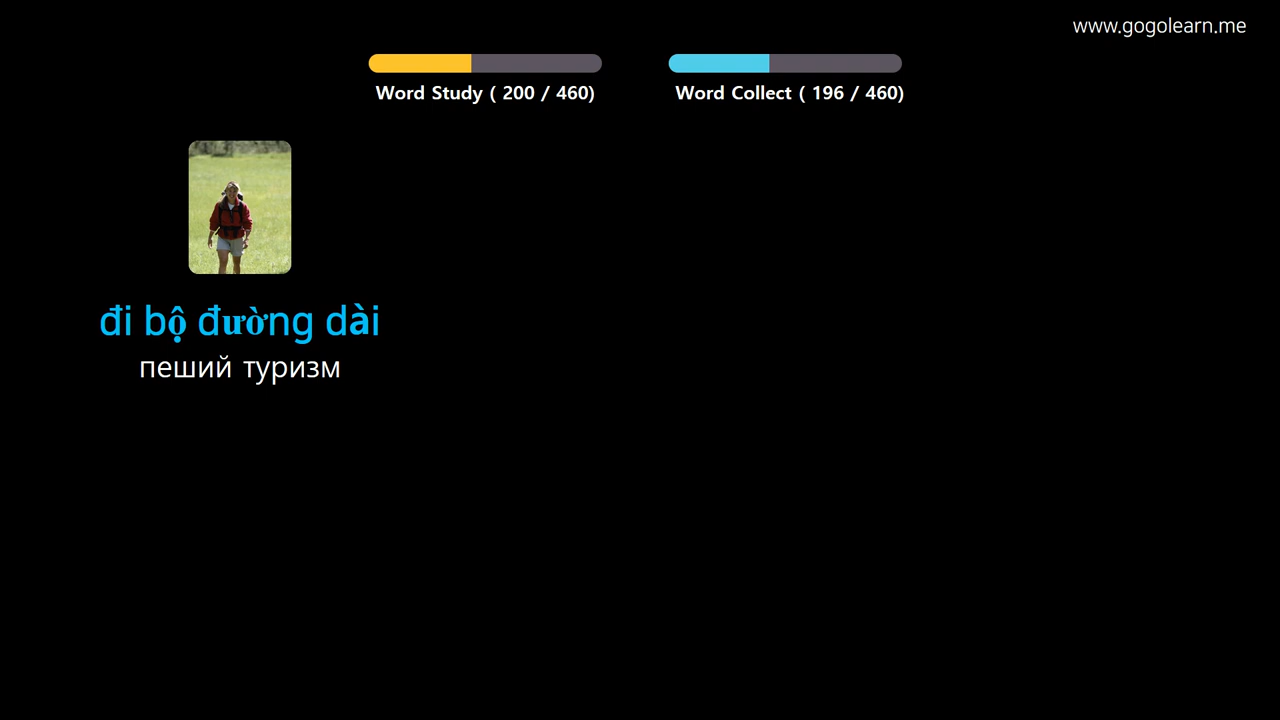 www.gogolearn.me
Word Study ( 200 / 460)
Word Collect ( 196 / 460)
đi bộ đường dài
пеший туризм